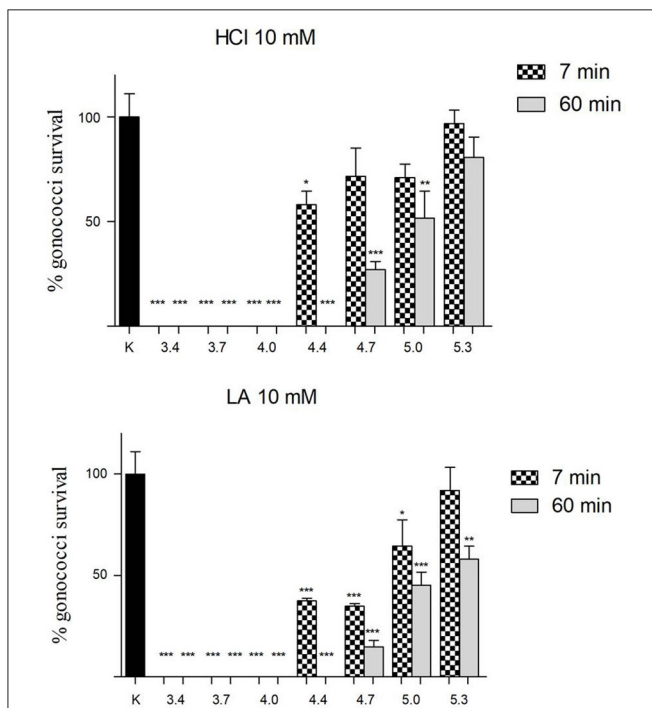 HCl 10 mM
7 min
60 min
% gonococci survival
100
50
*
**
***
*** *** *** *** *** *** ***
K 3.4 3.7 4.0 4.4 4.7 5.0 5.3
LA 10 mM
7 min
60 min
% gonococci survival
100
50
*
**
*** *** ***
***
*** *** *** *** *** *** ***
K 3.4 3.7 4.0 4.4 4.7 5.0 5.3